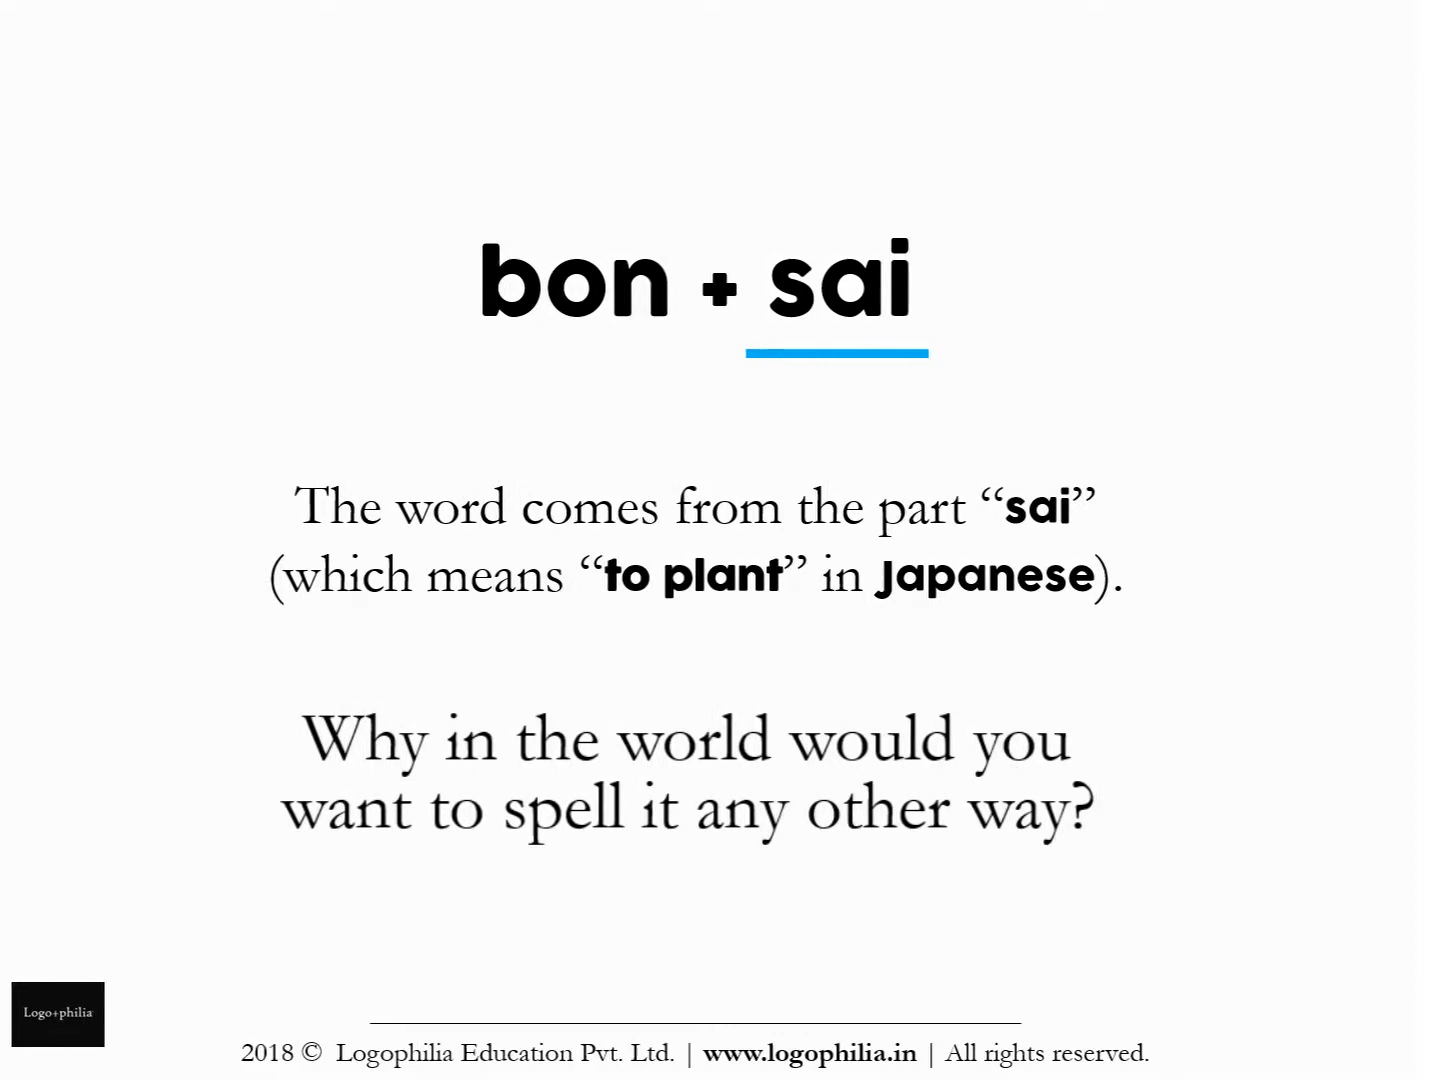 bon + sai
The word comes from the part “sai”
(which means “to plant” in Japanese).
Why in the world would you
want to spell it any other way?
Logo+philia
2018 © Logophilia Education Pvt. Ltd. | www.logophilia.in | All rights reserved.